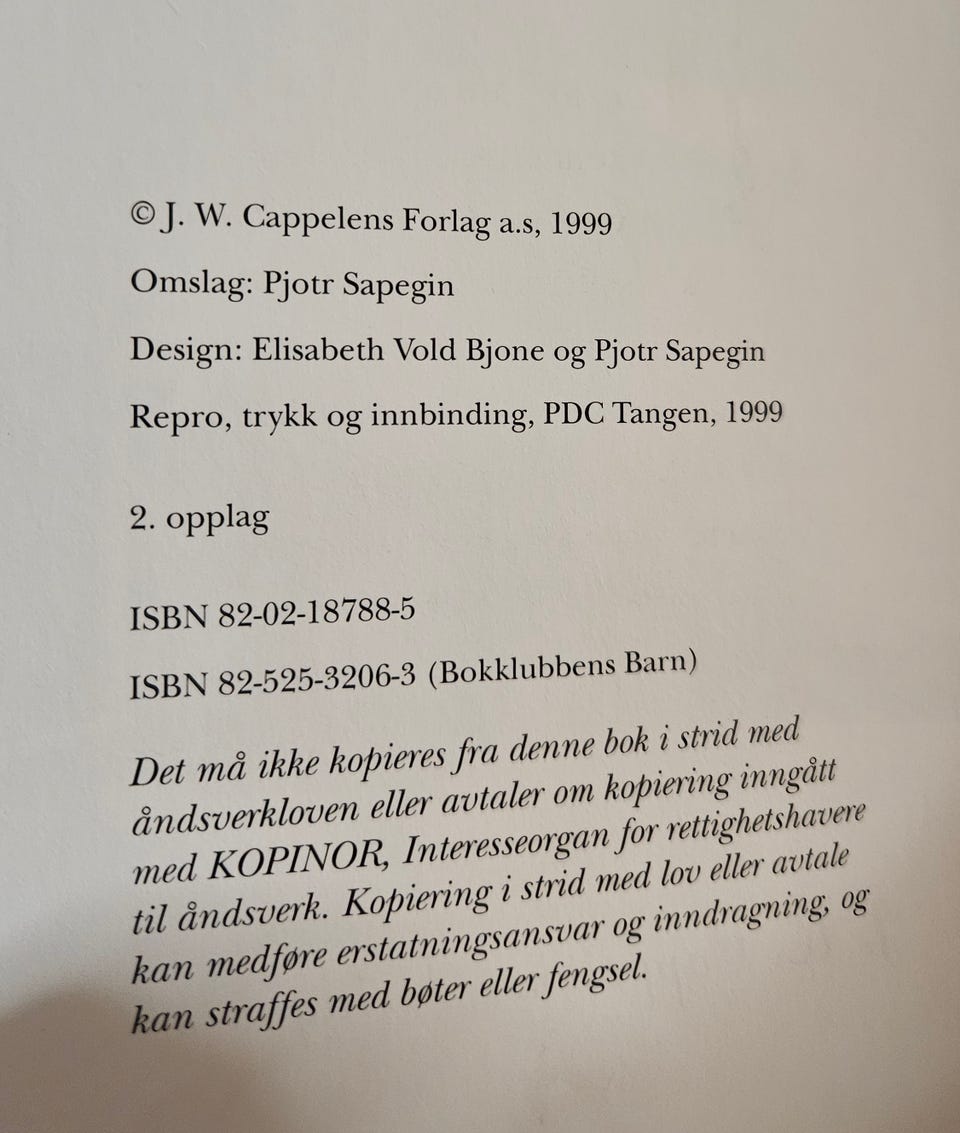 © J. W. Cappelens Forlag a.s, 1999
Omslag: Pjotr Sapegin
Design: Elisabeth Vold Bjone og Pjotr Sapegin
Repro, trykk og innbinding, PDC Tangen, 1999
2. opplag
ISBN 82-02-18788-5
ISBN 82-525-3206-3 (Bokklubbens Barn)
Det må ikke kopieres fra denne bok i strid med
åndsverkloven eller avtaler om kopiering inngått
med KOPINOR, Interesseorgan for rettighetshavere
til åndsverk. Kopiering i strid med lov eller avtale
kan medføre erstatningsansvar og inndragning, og
kan straffes med bøter eller fengsel.